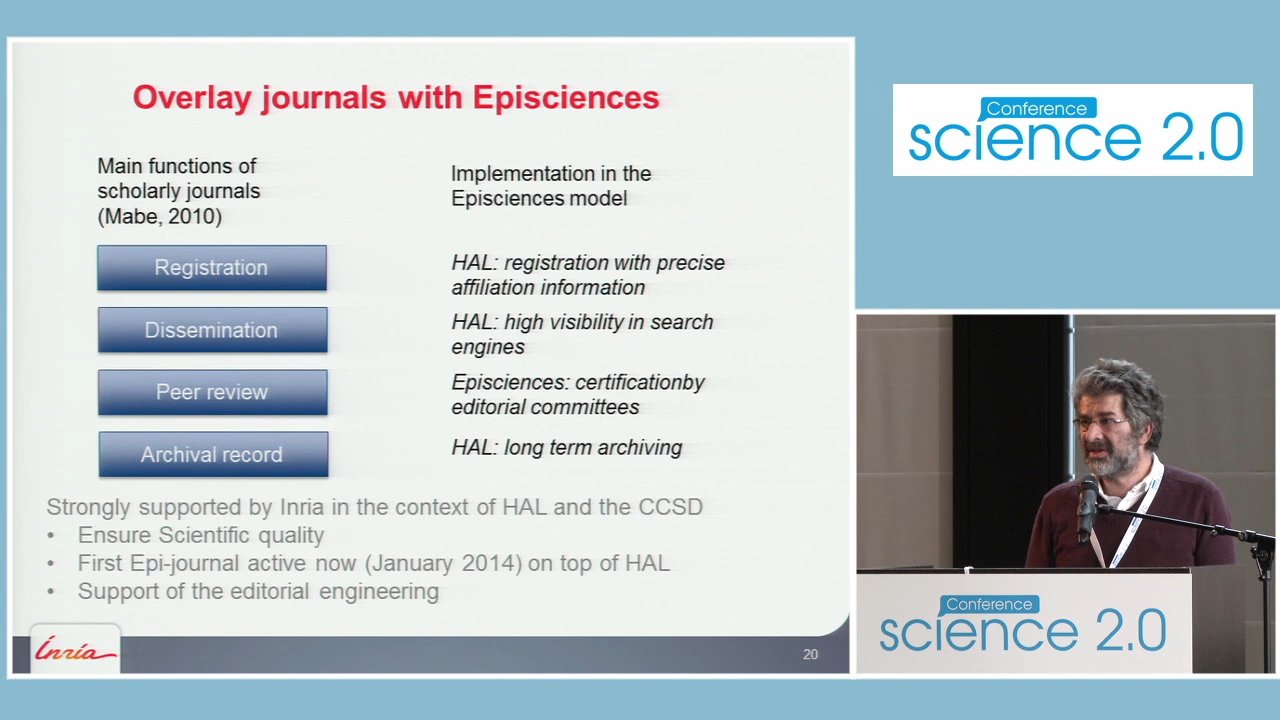 Overlay journals with Episciences
Main functions of
scholarly journals
(Mabe, 2010)
Implementation in the
Episciences model
Registration
HAL: registration with precise
affiliation information
Dissemination
HAL: high visibility in search
engines
Peer review
Episciences: certificationby
editorial committees
Archival record
HAL: long term archiving
Strongly supported by Inria in the context of HAL and the CCSD
• Ensure Scientific quality
• First Epi-journal active now (January 2014) on top of HAL
• Support of the editorial engineering
Inría
20
Conference
science 2.0
Conference
science 2.0